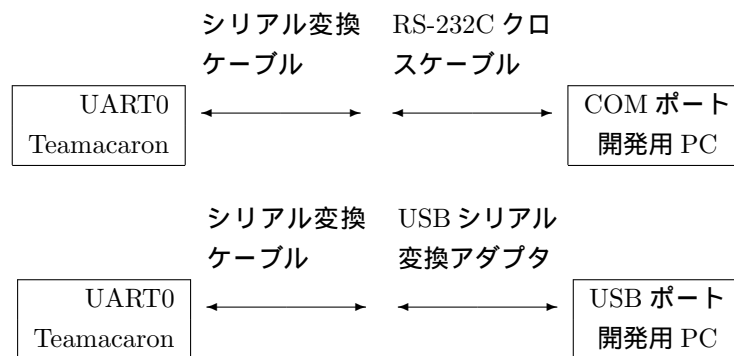 シリアル変換
ケーブル
RS-232C クロ
スケーブル
UART0
Teamacaron
COM ポート
開発用 PC
シリアル変換
ケーブル
USB シリアル
変換アダプタ
UART0
Teamacaron
USB ポート
開発用 PC